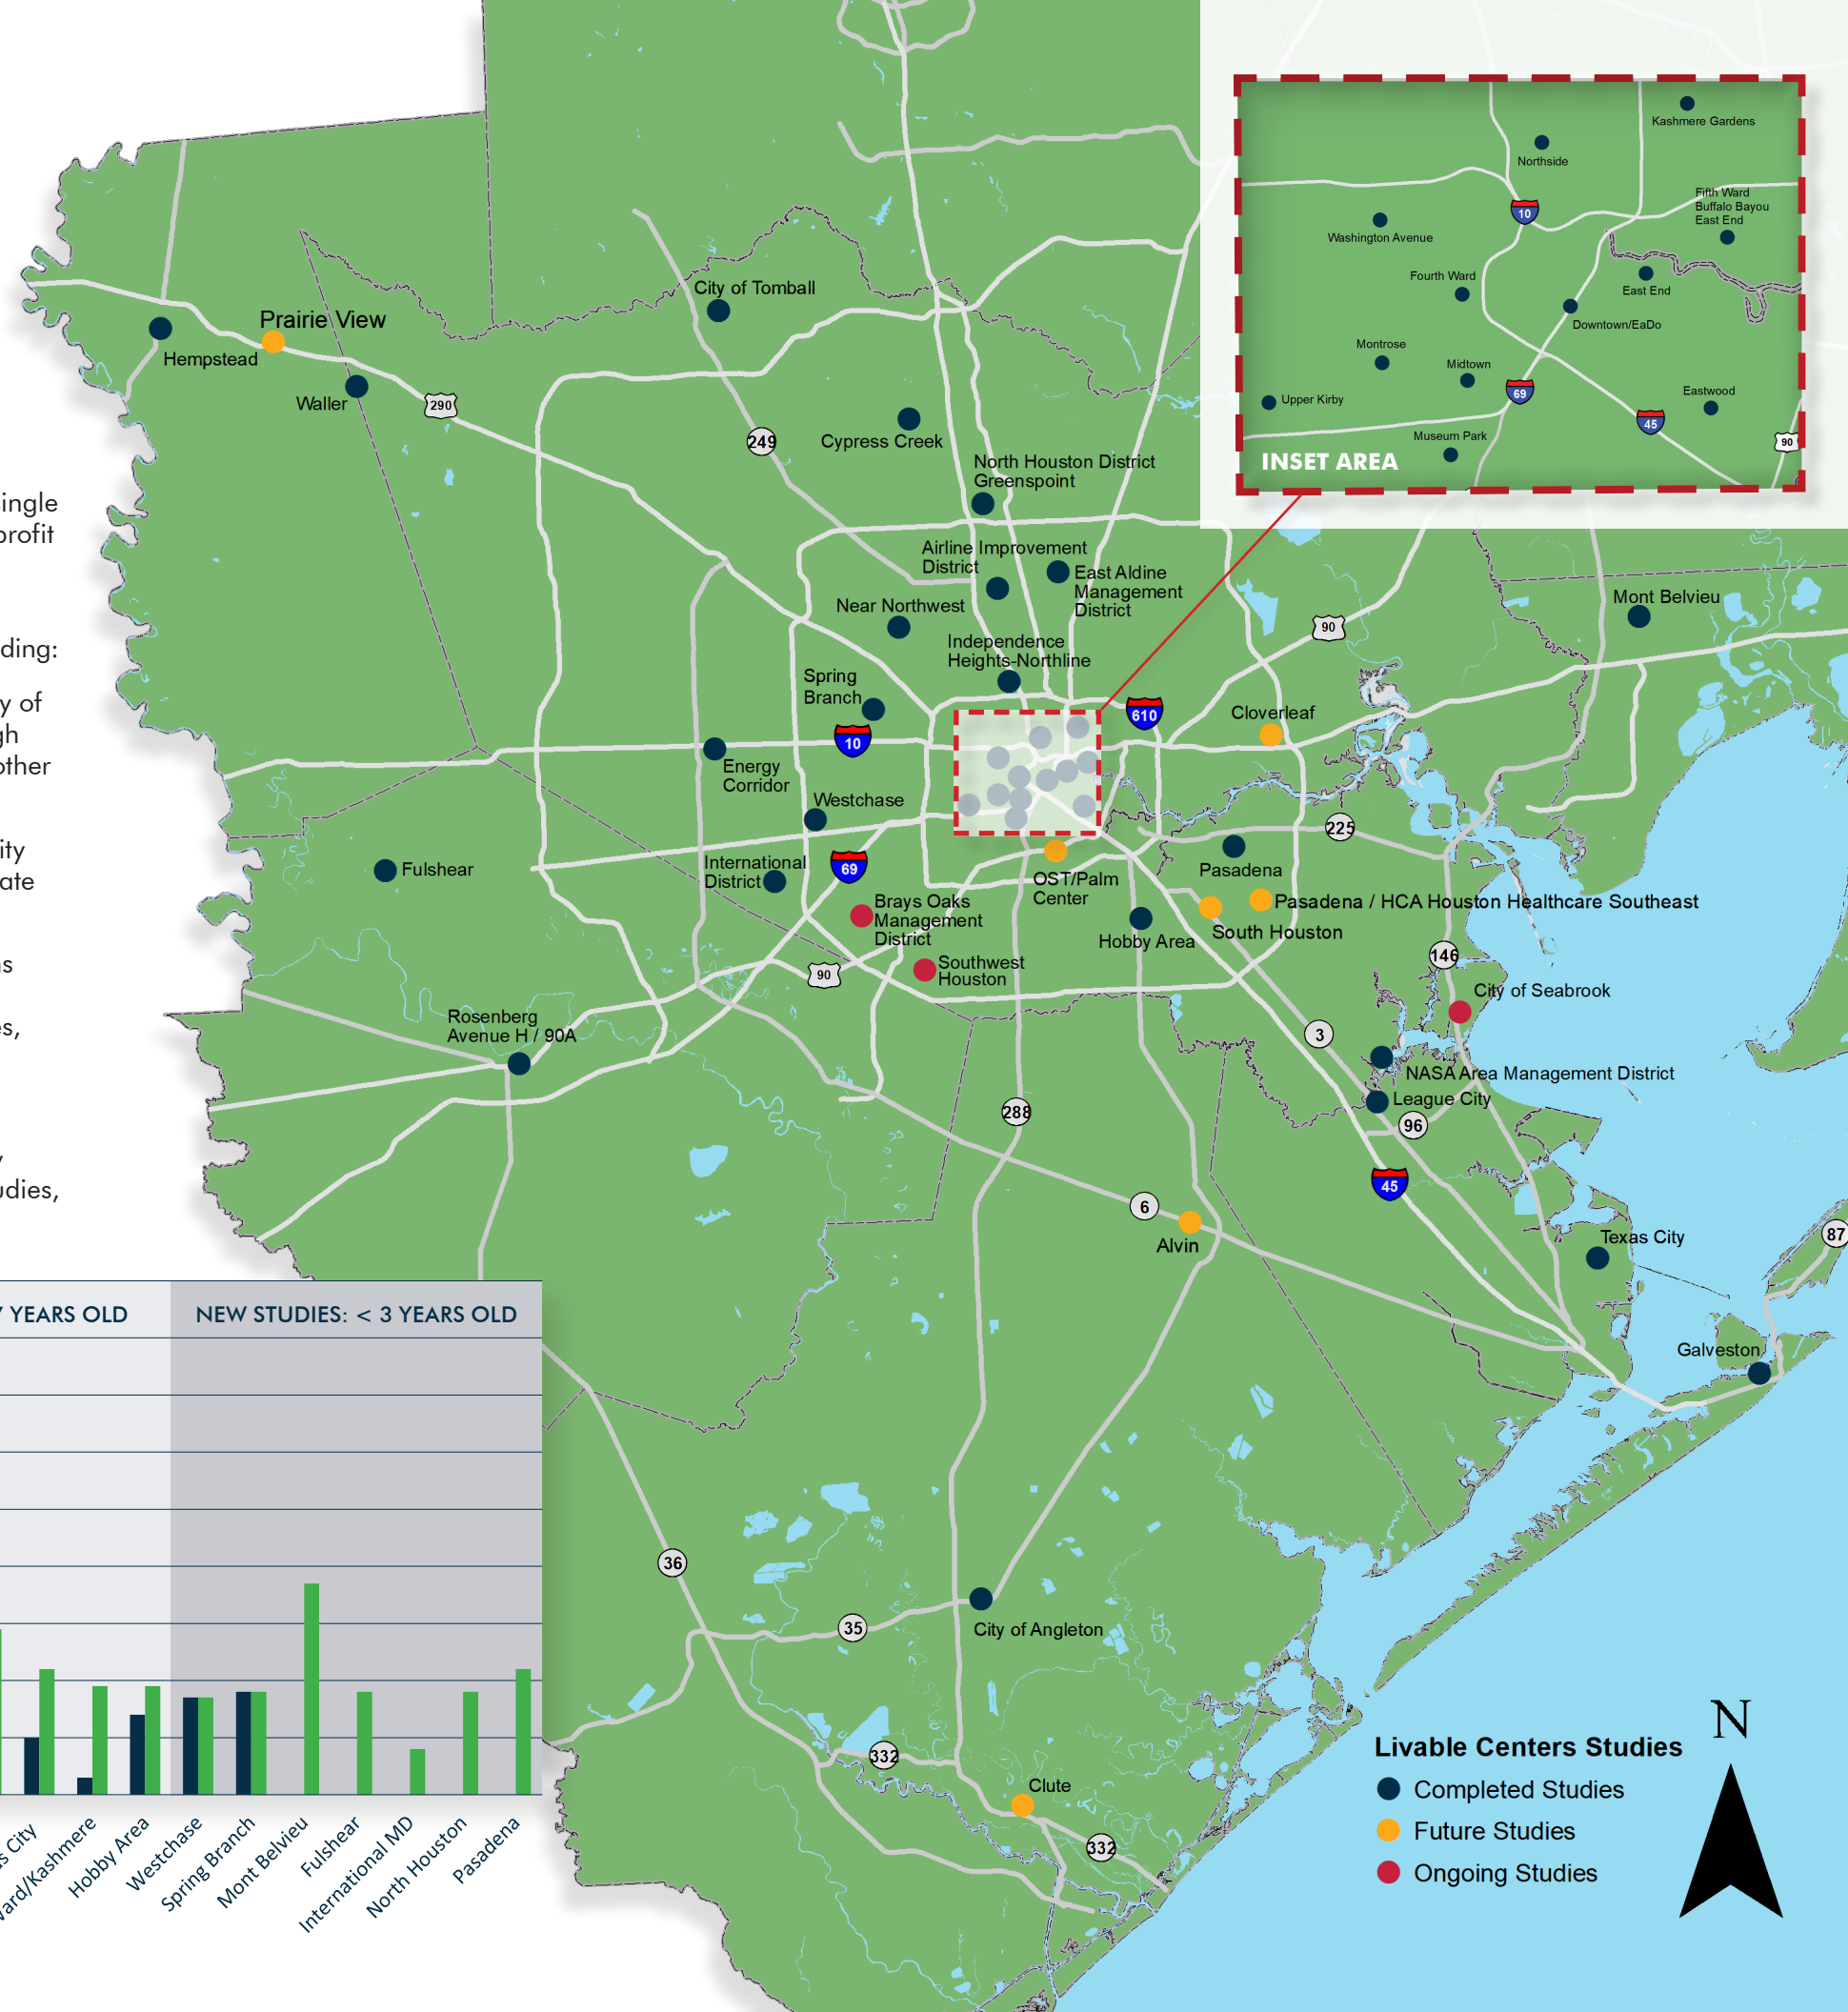 single
profit
ding:
y of
gh
other
ity
ate
ns
es,
y
udies,
Kashmere Gardens
Northside
Fifth Ward
Buffalo Bayou
East End
10
Washington Avenue
Fourth Ward
East End
Downtown/EaDo
Montrose
Midtown
69
Upper Kirby
Eastwood
45
Museum Park
90
INSET AREA
City of Tomball
Prairie View
Hempstead
Waller
290
249
Cypress Creek
North Houston District
Greenspoint
Airline Improvement
District
East Aldine
Management
District
Near Northwest
Independence
Heights-Northline
90
Mont Belvieu
Spring
Branch
10
610
Cloverleaf
Energy
Corridor
Westchase
225
Fulshear
International
District
69
OST/Palm
Center
Pasadena
Brays Oaks
Management
District
Pasadena / HCA Houston Healthcare Southeast
South Houston
Hobby Area
90
Southwest
Houston
146
City of Seabrook
Rosenberg
Avenue H / 90A
3
NASA Area Management District
League City
288
96
45
6
Alvin
Texas City
87
Galveston
36
35
City of Angleton
332
Clute
332
7 YEARS OLD
NEW STUDIES: < 3 YEARS OLD
s City
ard/Kashmere
Hobby Area
Westchase
Spring Branch
Mont Belvieu
Fulshear
International MD
North Houston
Pasadena
N
Livable Centers Studies
Completed Studies
Future Studies
Ongoing Studies